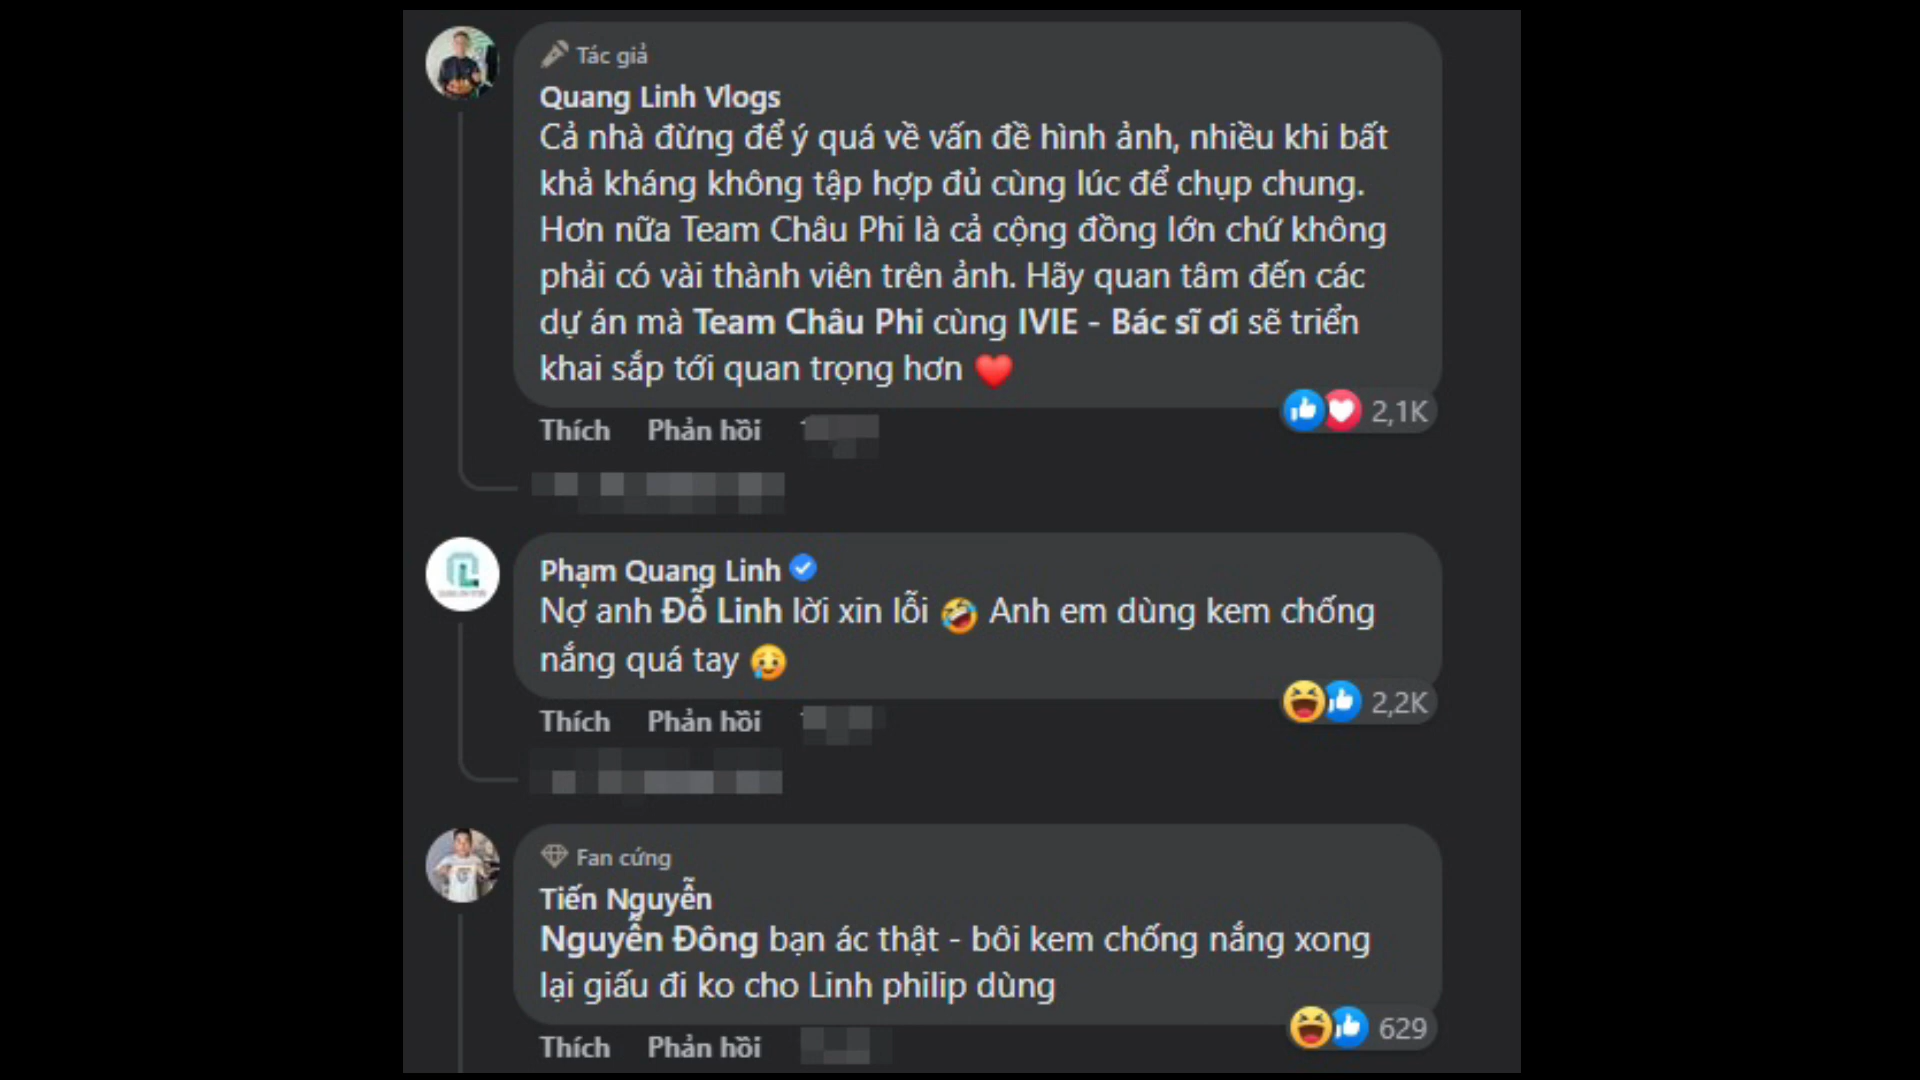 Tác giả
Quang Linh Vlogs
Cả nhà đừng để ý quá về vấn đề hình ảnh, nhiều khi bất
khả kháng không tập hợp đủ cùng lúc để chụp chung.
Hơn nữa Team Châu Phi là cả cộng đồng lớn chứ không
phải có vài thành viên trên ảnh. Hãy quan tâm đến các
dự án mà Team Châu Phi cùng IVIE - Bác sĩ ơi sẽ triển
khai sắp tới quan trọng hơn ❤️
2,1K
Thích Phản hồi
Phạm Quang Linh
Nợ anh Đỗ Linh lời xin lỗi 🤣 Anh em dùng kem chống
nắng quá tay 🥲
2,2K
Thích Phản hồi
Fan cứng
Tiến Nguyễn
Nguyễn Đông bạn ác thật - bôi kem chống nắng xong
lại giấu đi ko cho Linh philip dùng
629
Thích Phản hồi